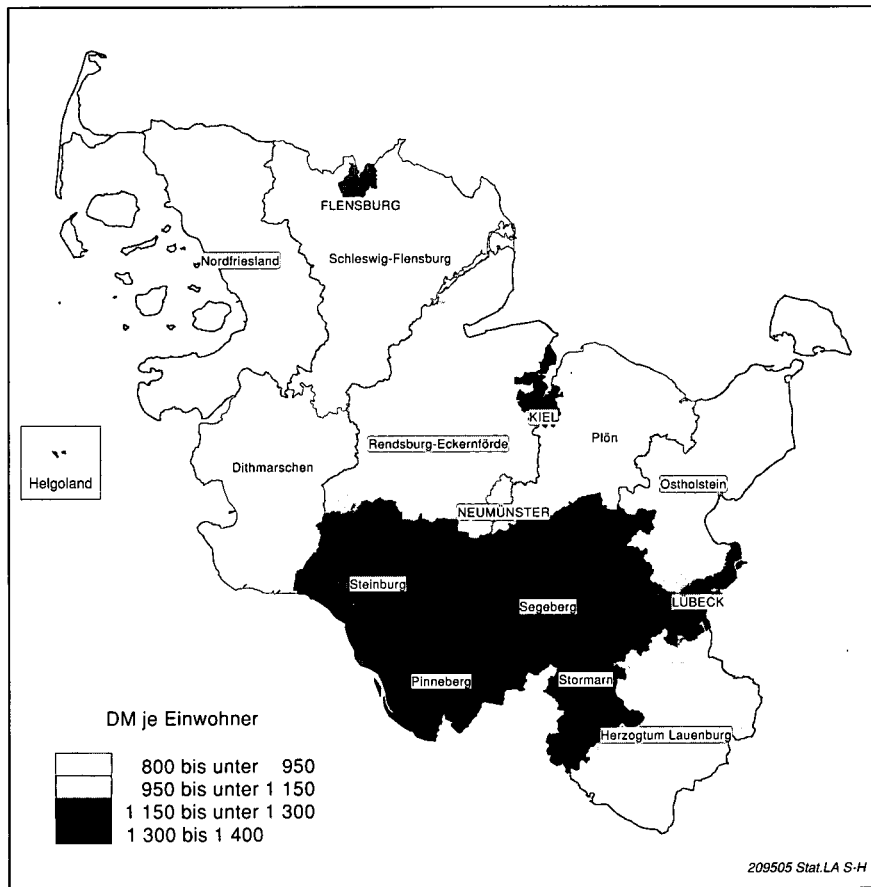 FLENSBURG
Nordfriesland
Schleswig-Flensburg
KIEL
Rendsburg-Eckernförde
Plön
Dithmarschen
Ostholstein
Helgoland
NEUMÜNSTER
Steinburg
Segeberg
LÜBECK
Pinneberg
Stormarn
Herzogtum Lauenburg
DM je Einwohner
800 bis unter 950
950 bis unter 1 150
1 150 bis unter 1 300
1 300 bis 1 400
209505 Stat.LA S-H